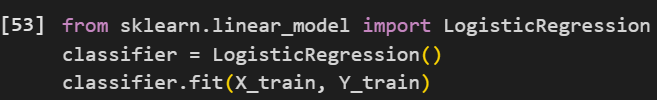 [53] from sklearn.linear_model import LogisticRegression
classifier = LogisticRegression()
classifier.fit(X_train, Y_train)